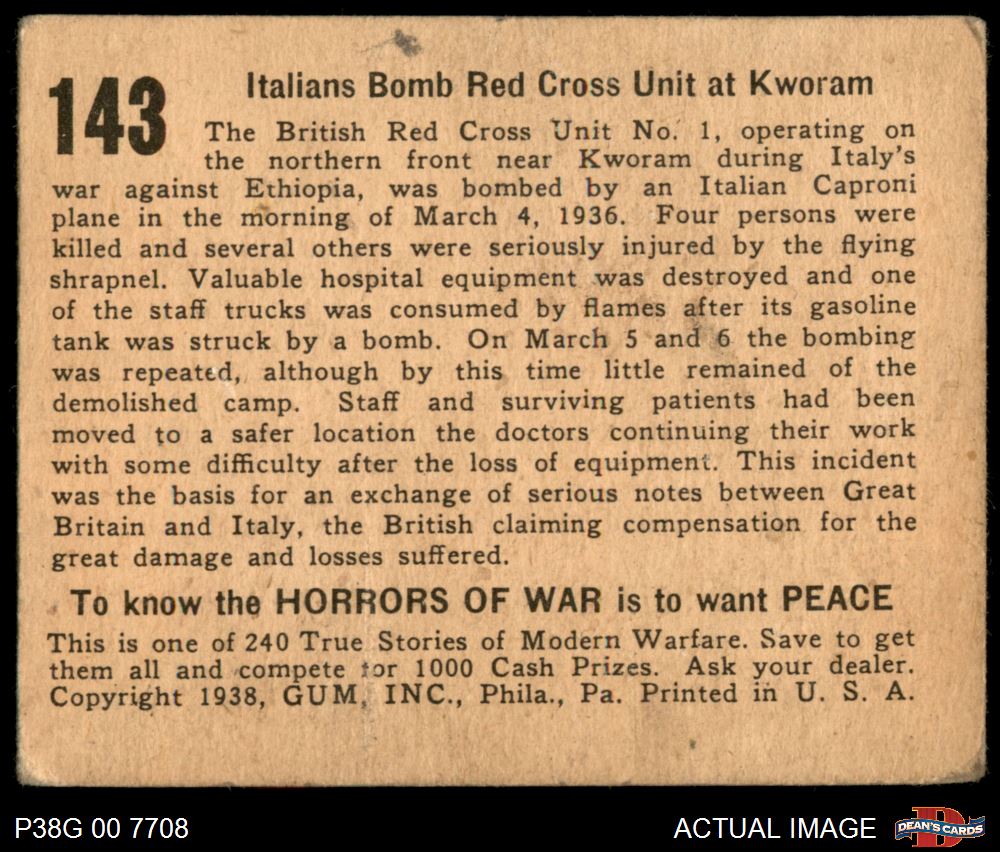 143
Italians Bomb Red Cross Unit at Kworam
The British Red Cross Unit No. 1, operating on
the northern front near Kworam during Italy's
war against Ethiopia, was bombed by an Italian Caproni
plane in the morning of March 4, 1936. Four persons were
killed and several others were seriously injured by the flying
shrapnel. Valuable hospital equipment was destroyed and one
of the staff trucks was consumed by flames after its gasoline
tank was struck by a bomb. On March 5 and 6 the bombing
was repeated, although by this time little remained of the
demolished camp. Staff and surviving patients had been
moved to a safer location the doctors continuing their work
with some difficulty after the loss of equipment. This incident
was the basis for an exchange of serious notes between Great
Britain and Italy, the British claiming compensation for the
great damage and losses suffered.
To know the HORRORS OF WAR is to want PEACE
This is one of 240 True Stories of Modern Warfare. Save to get
them all and compete for 1000 Cash Prizes. Ask your dealer.
Copyright 1938, GUM, INC., Phila., Pa. Printed in U. S. A.
P38G 00 7708
ACTUAL IMAGE
D
DEAN'S CARDS